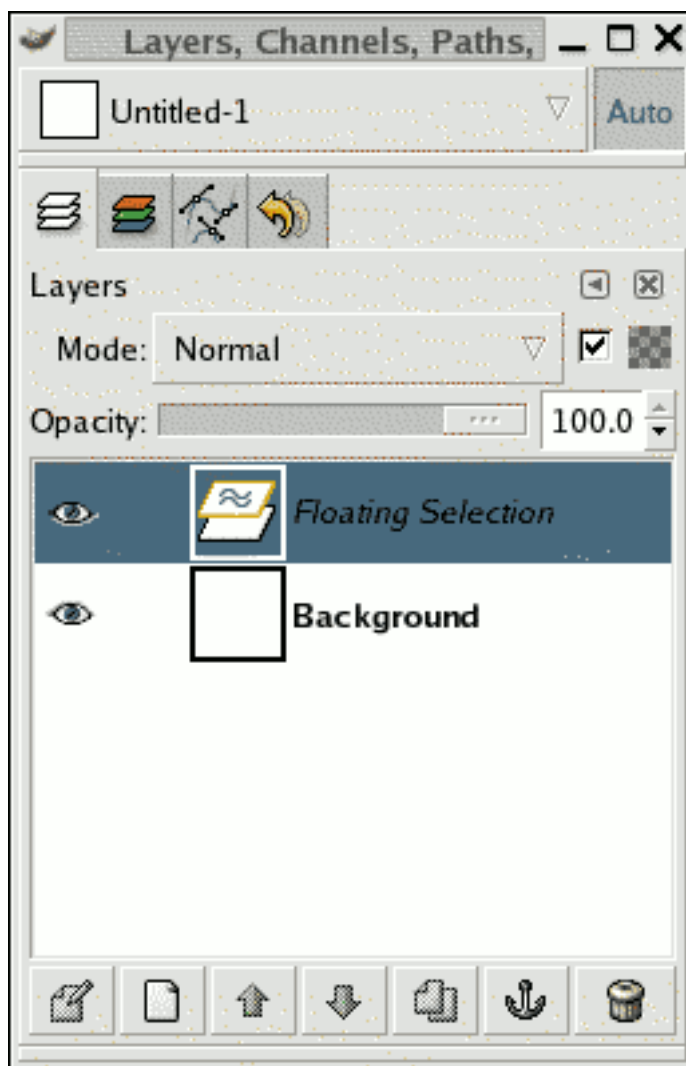 Layers, Channels, Paths,
Untitled-1 Auto
Layers
Mode: Normal
Opacity: 100.0
Floating Selection
Background